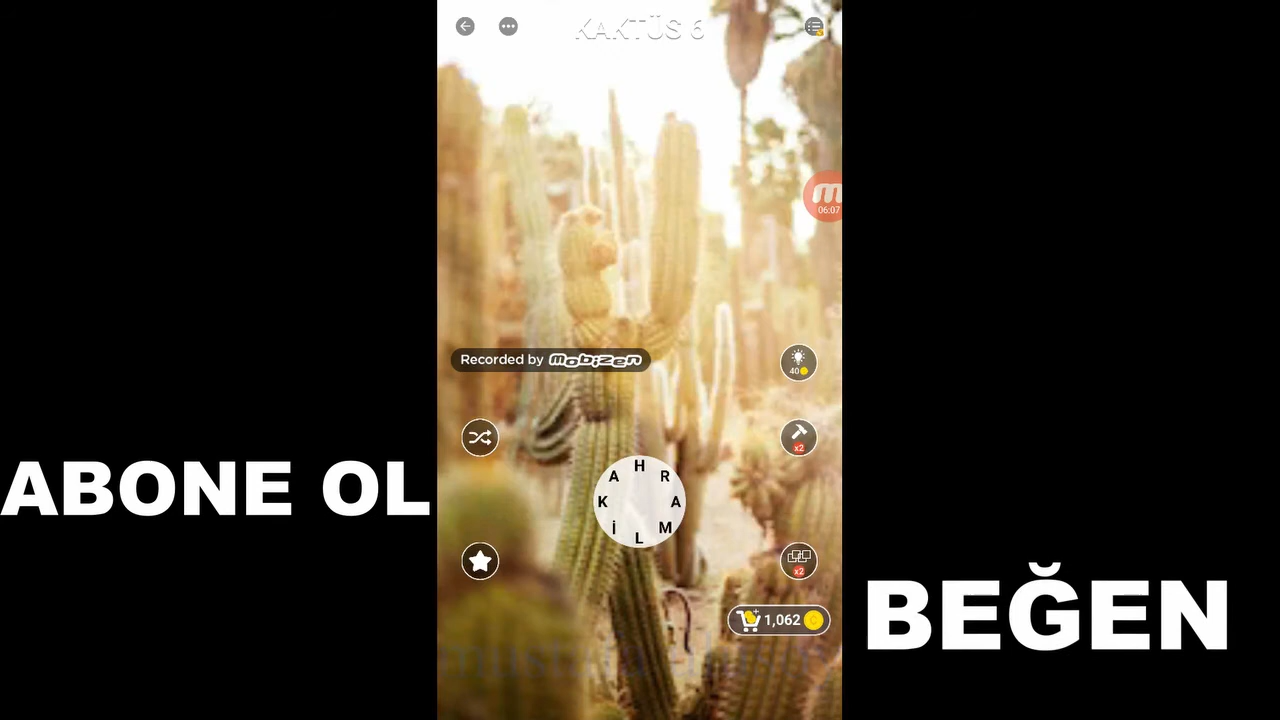 KAKTÜS 6
06:07
Recorded by mobizen
40
x2
H
A R
K A
İ M
L
x2
1,062
ABONE OL
BEĞEN